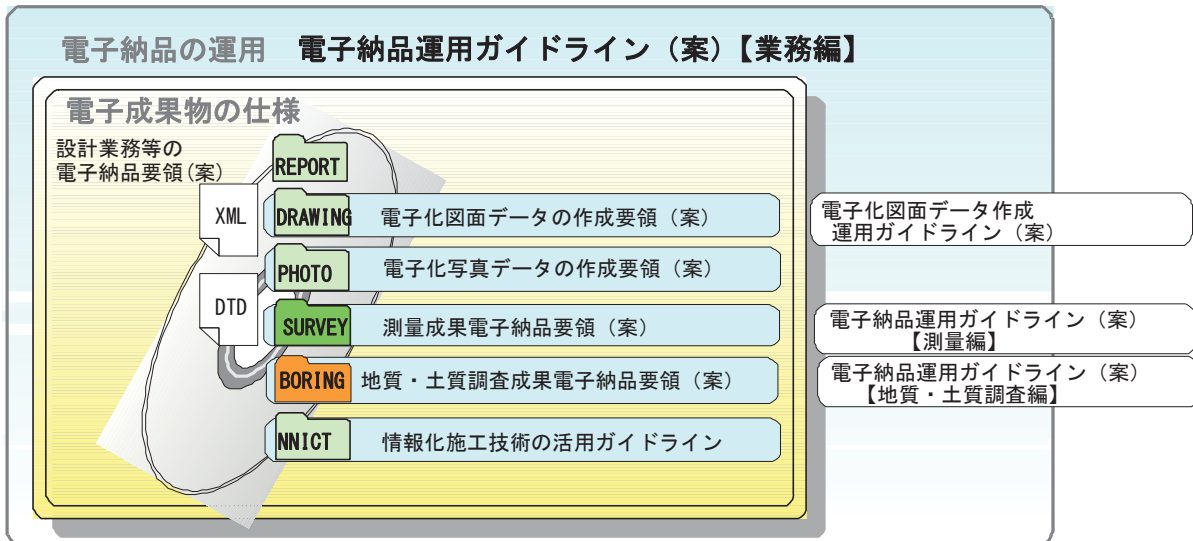 電子納品の運用　電子納品運用ガイドライン（案）【業務編】
電子成果物の仕様
設計業務等の
電子納品要領(案)
REPORT
XML
DRAWING
電子化図面データの作成要領（案）
電子化図面データ作成
運用ガイドライン（案）
PHOTO
電子化写真データの作成要領（案）
DTD
SURVEY
測量成果電子納品要領（案）
電子納品運用ガイドライン（案）
【測量編】
BORING
地質・土質調査成果電子納品要領（案）
電子納品運用ガイドライン（案）
【地質・土質調査編】
NNICT
情報化施工技術の活用ガイドライン